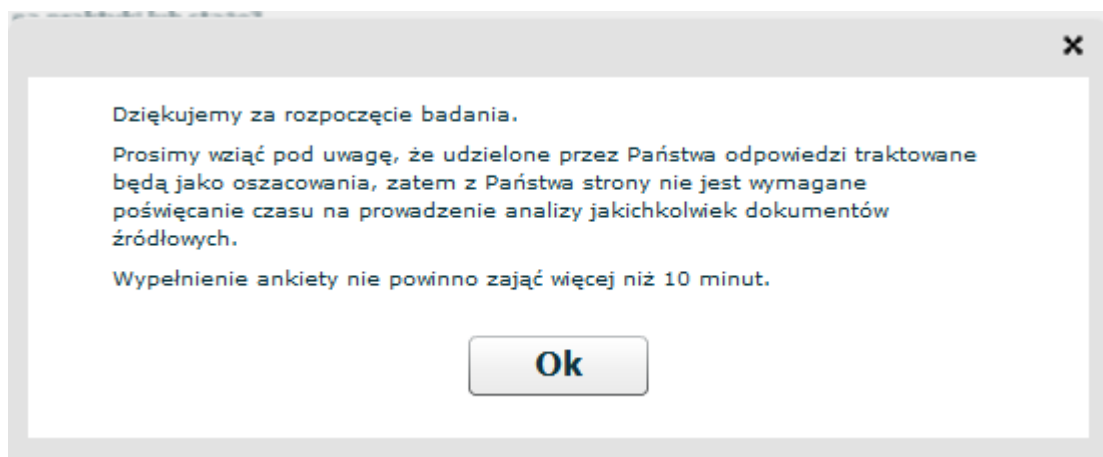 ×
Dziękujemy za rozpoczęcie badania.
Prosimy wziąć pod uwagę, że udzielone przez Państwa odpowiedzi traktowane
będą jako oszacowania, zatem z Państwa strony nie jest wymagane
poświęcanie czasu na prowadzenie analizy jakichkolwiek dokumentów
źródłowych.
Wypełnienie ankiety nie powinno zająć więcej niż 10 minut.
Ok